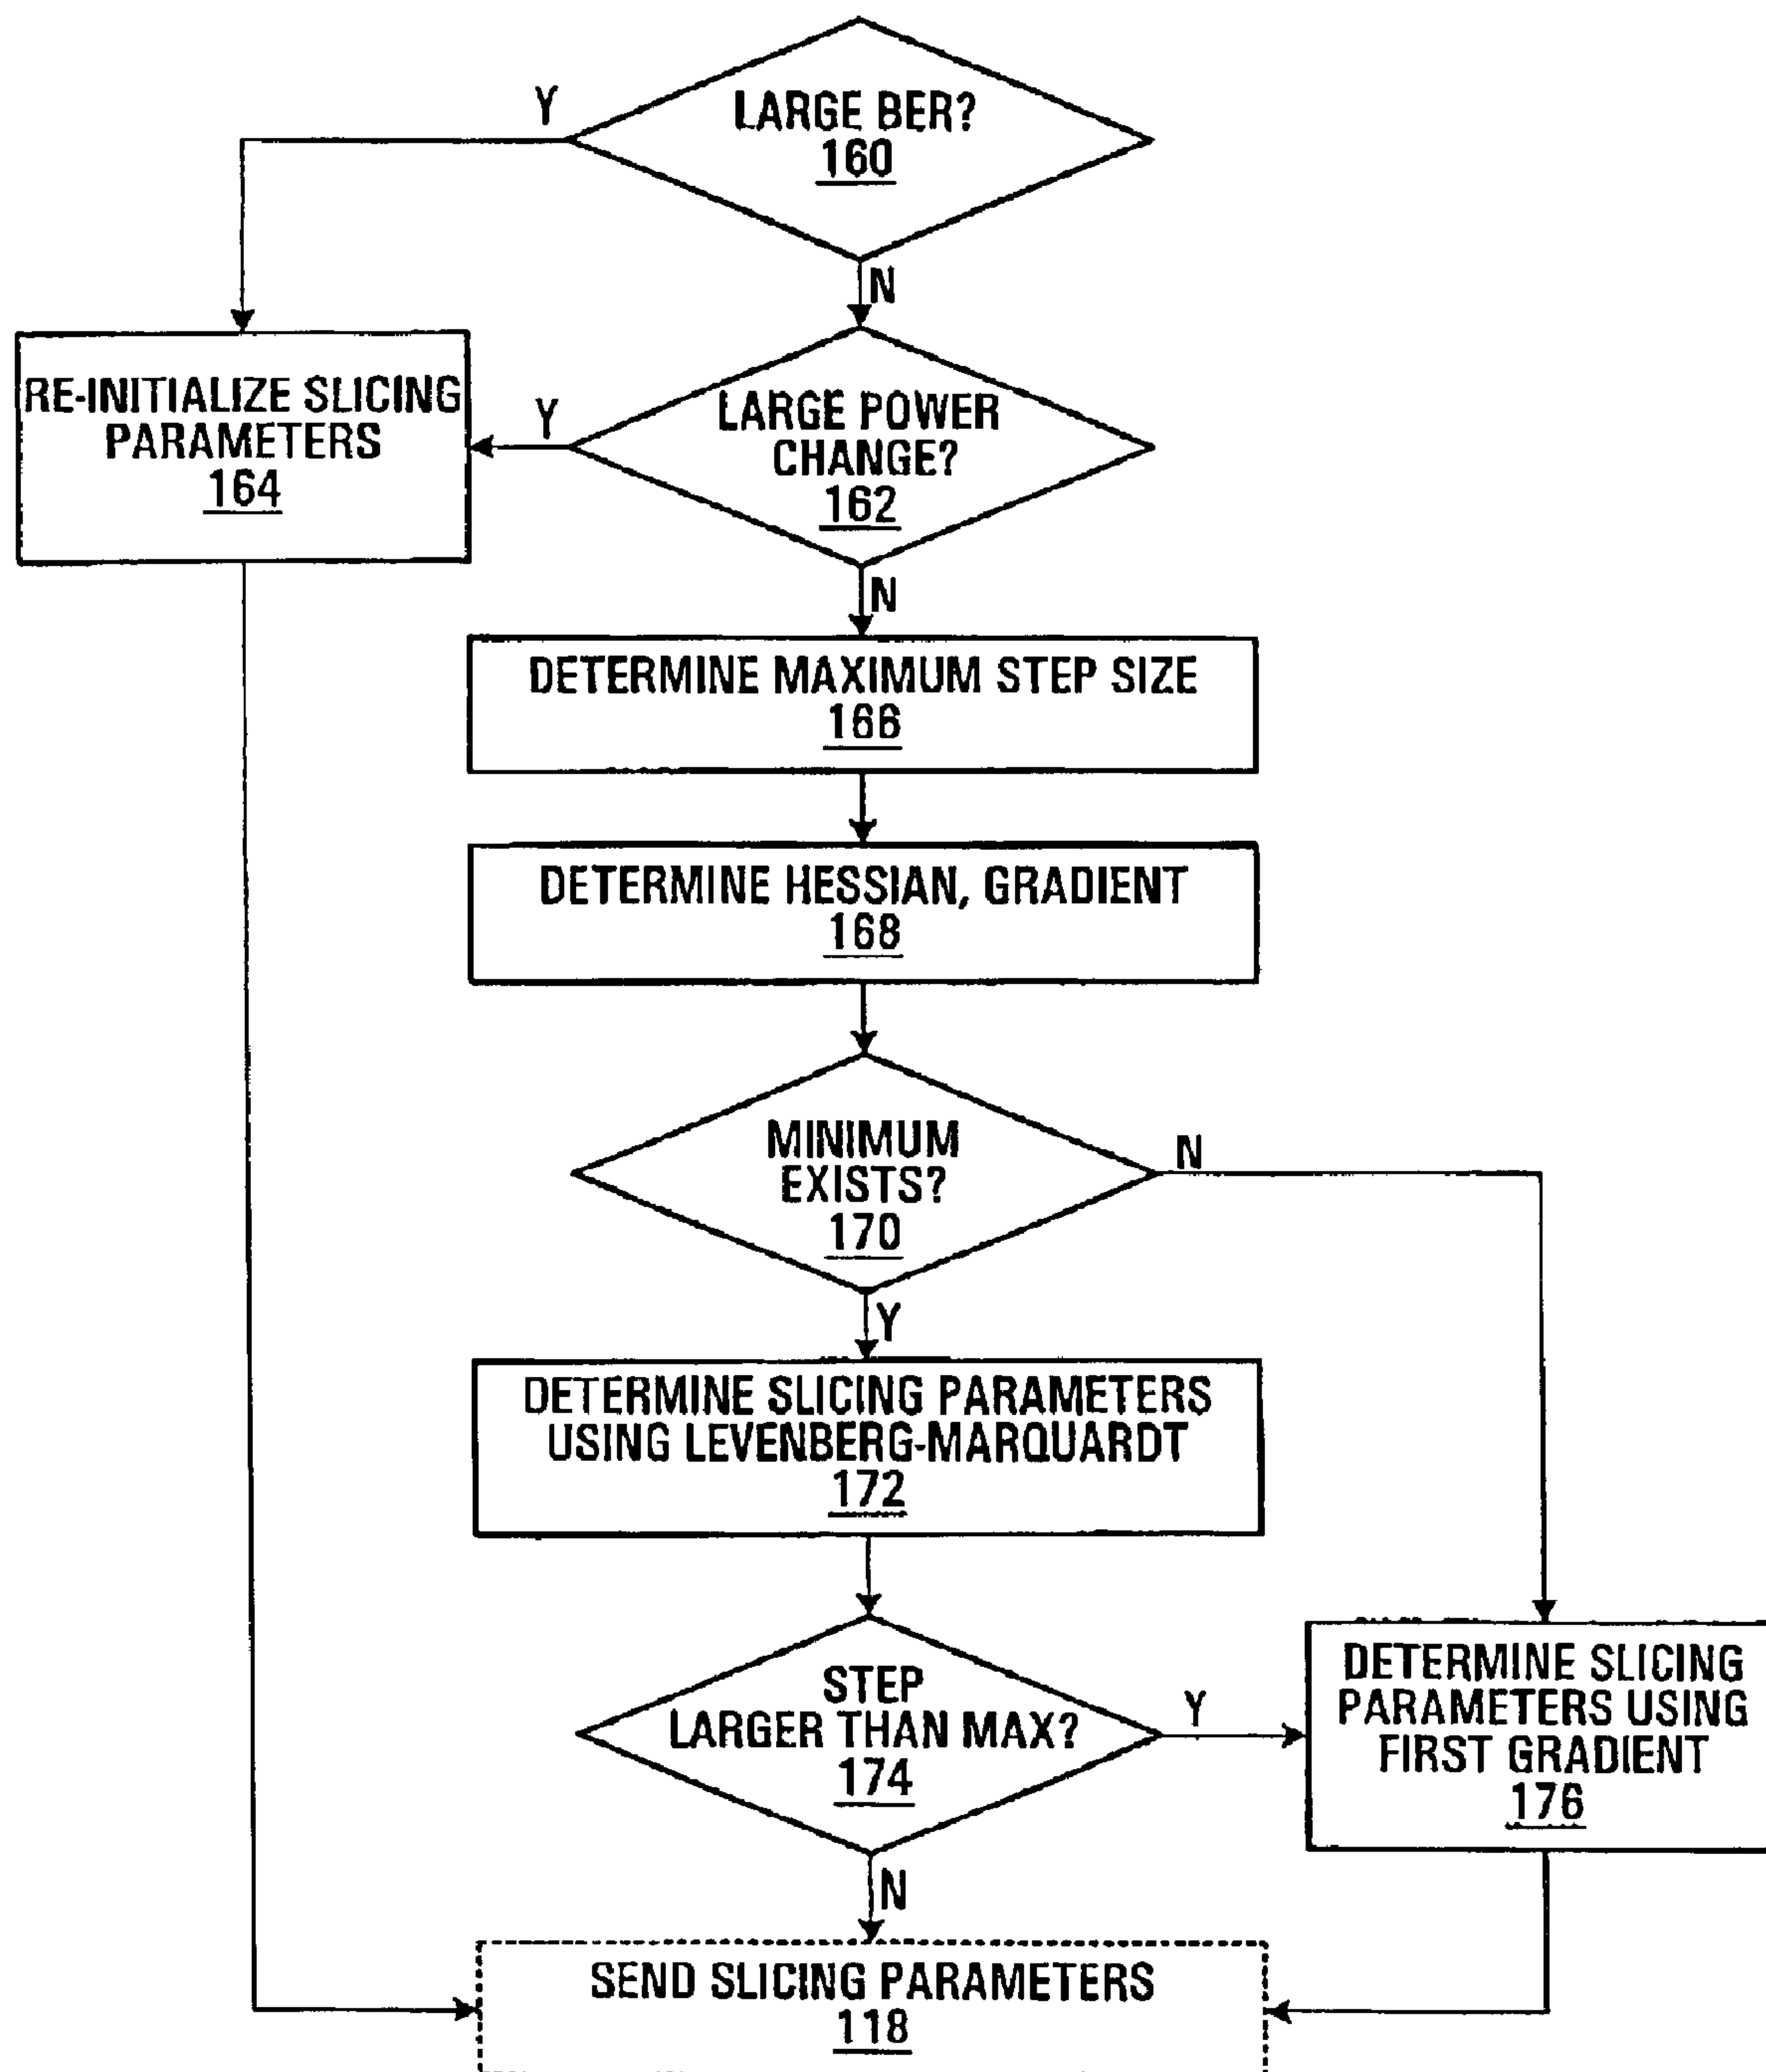 LARGE BER?
160
Y
N
RE-INITIALIZE SLICING
PARAMETERS
164
Y
LARGE POWER
CHANGE?
162
N
DETERMINE MAXIMUM STEP SIZE
166
DETERMINE HESSIAN, GRADIENT
168
MINIMUM
EXISTS?
170
N
Y
DETERMINE SLICING PARAMETERS
USING LEVENBERG-MARQUARDT
172
STEP
LARGER THAN MAX?
174
Y
DETERMINE SLICING
PARAMETERS USING
FIRST GRADIENT
176
N
SEND SLICING PARAMETERS
118